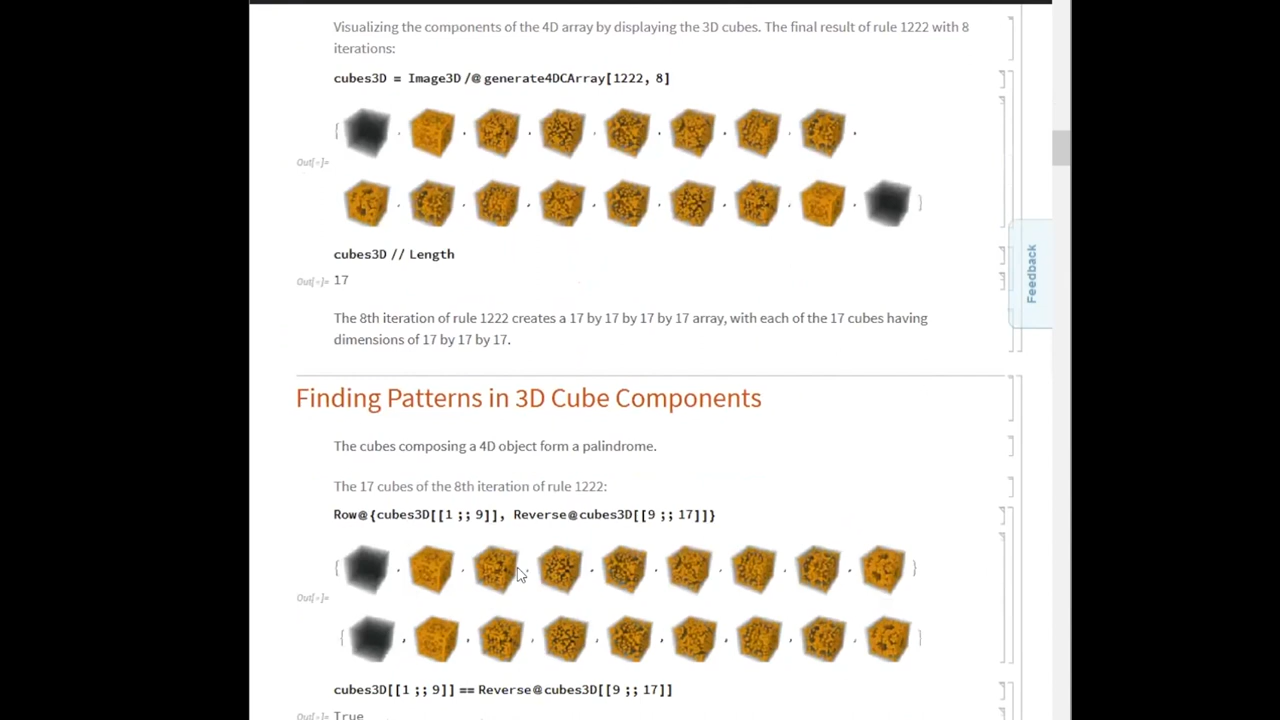 Visualizing the components of the 4D array by displaying the 3D cubes. The final result of rule 1222 with 8
iterations:
cubes3D = Image3D /@ generate4DCArray[1222, 8]
{ , , , , , , , ,
Out[◦]=
, , , , , , , , }
cubes3D // Length
Out[◦]= 17
The 8th iteration of rule 1222 creates a 17 by 17 by 17 by 17 array, with each of the 17 cubes having
dimensions of 17 by 17 by 17.
Finding Patterns in 3D Cube Components
The cubes composing a 4D object form a palindrome.
The 17 cubes of the 8th iteration of rule 1222:
Row@{cubes3D[[1 ;; 9]], Reverse@cubes3D[[9 ;; 17]]}
{ , , , , , , , , }
Out[◦]=
{ , , , , , , , , }
cubes3D[[1 ;; 9]] == Reverse@cubes3D[[9 ;; 17]]
Out[◦]= True
Feedback